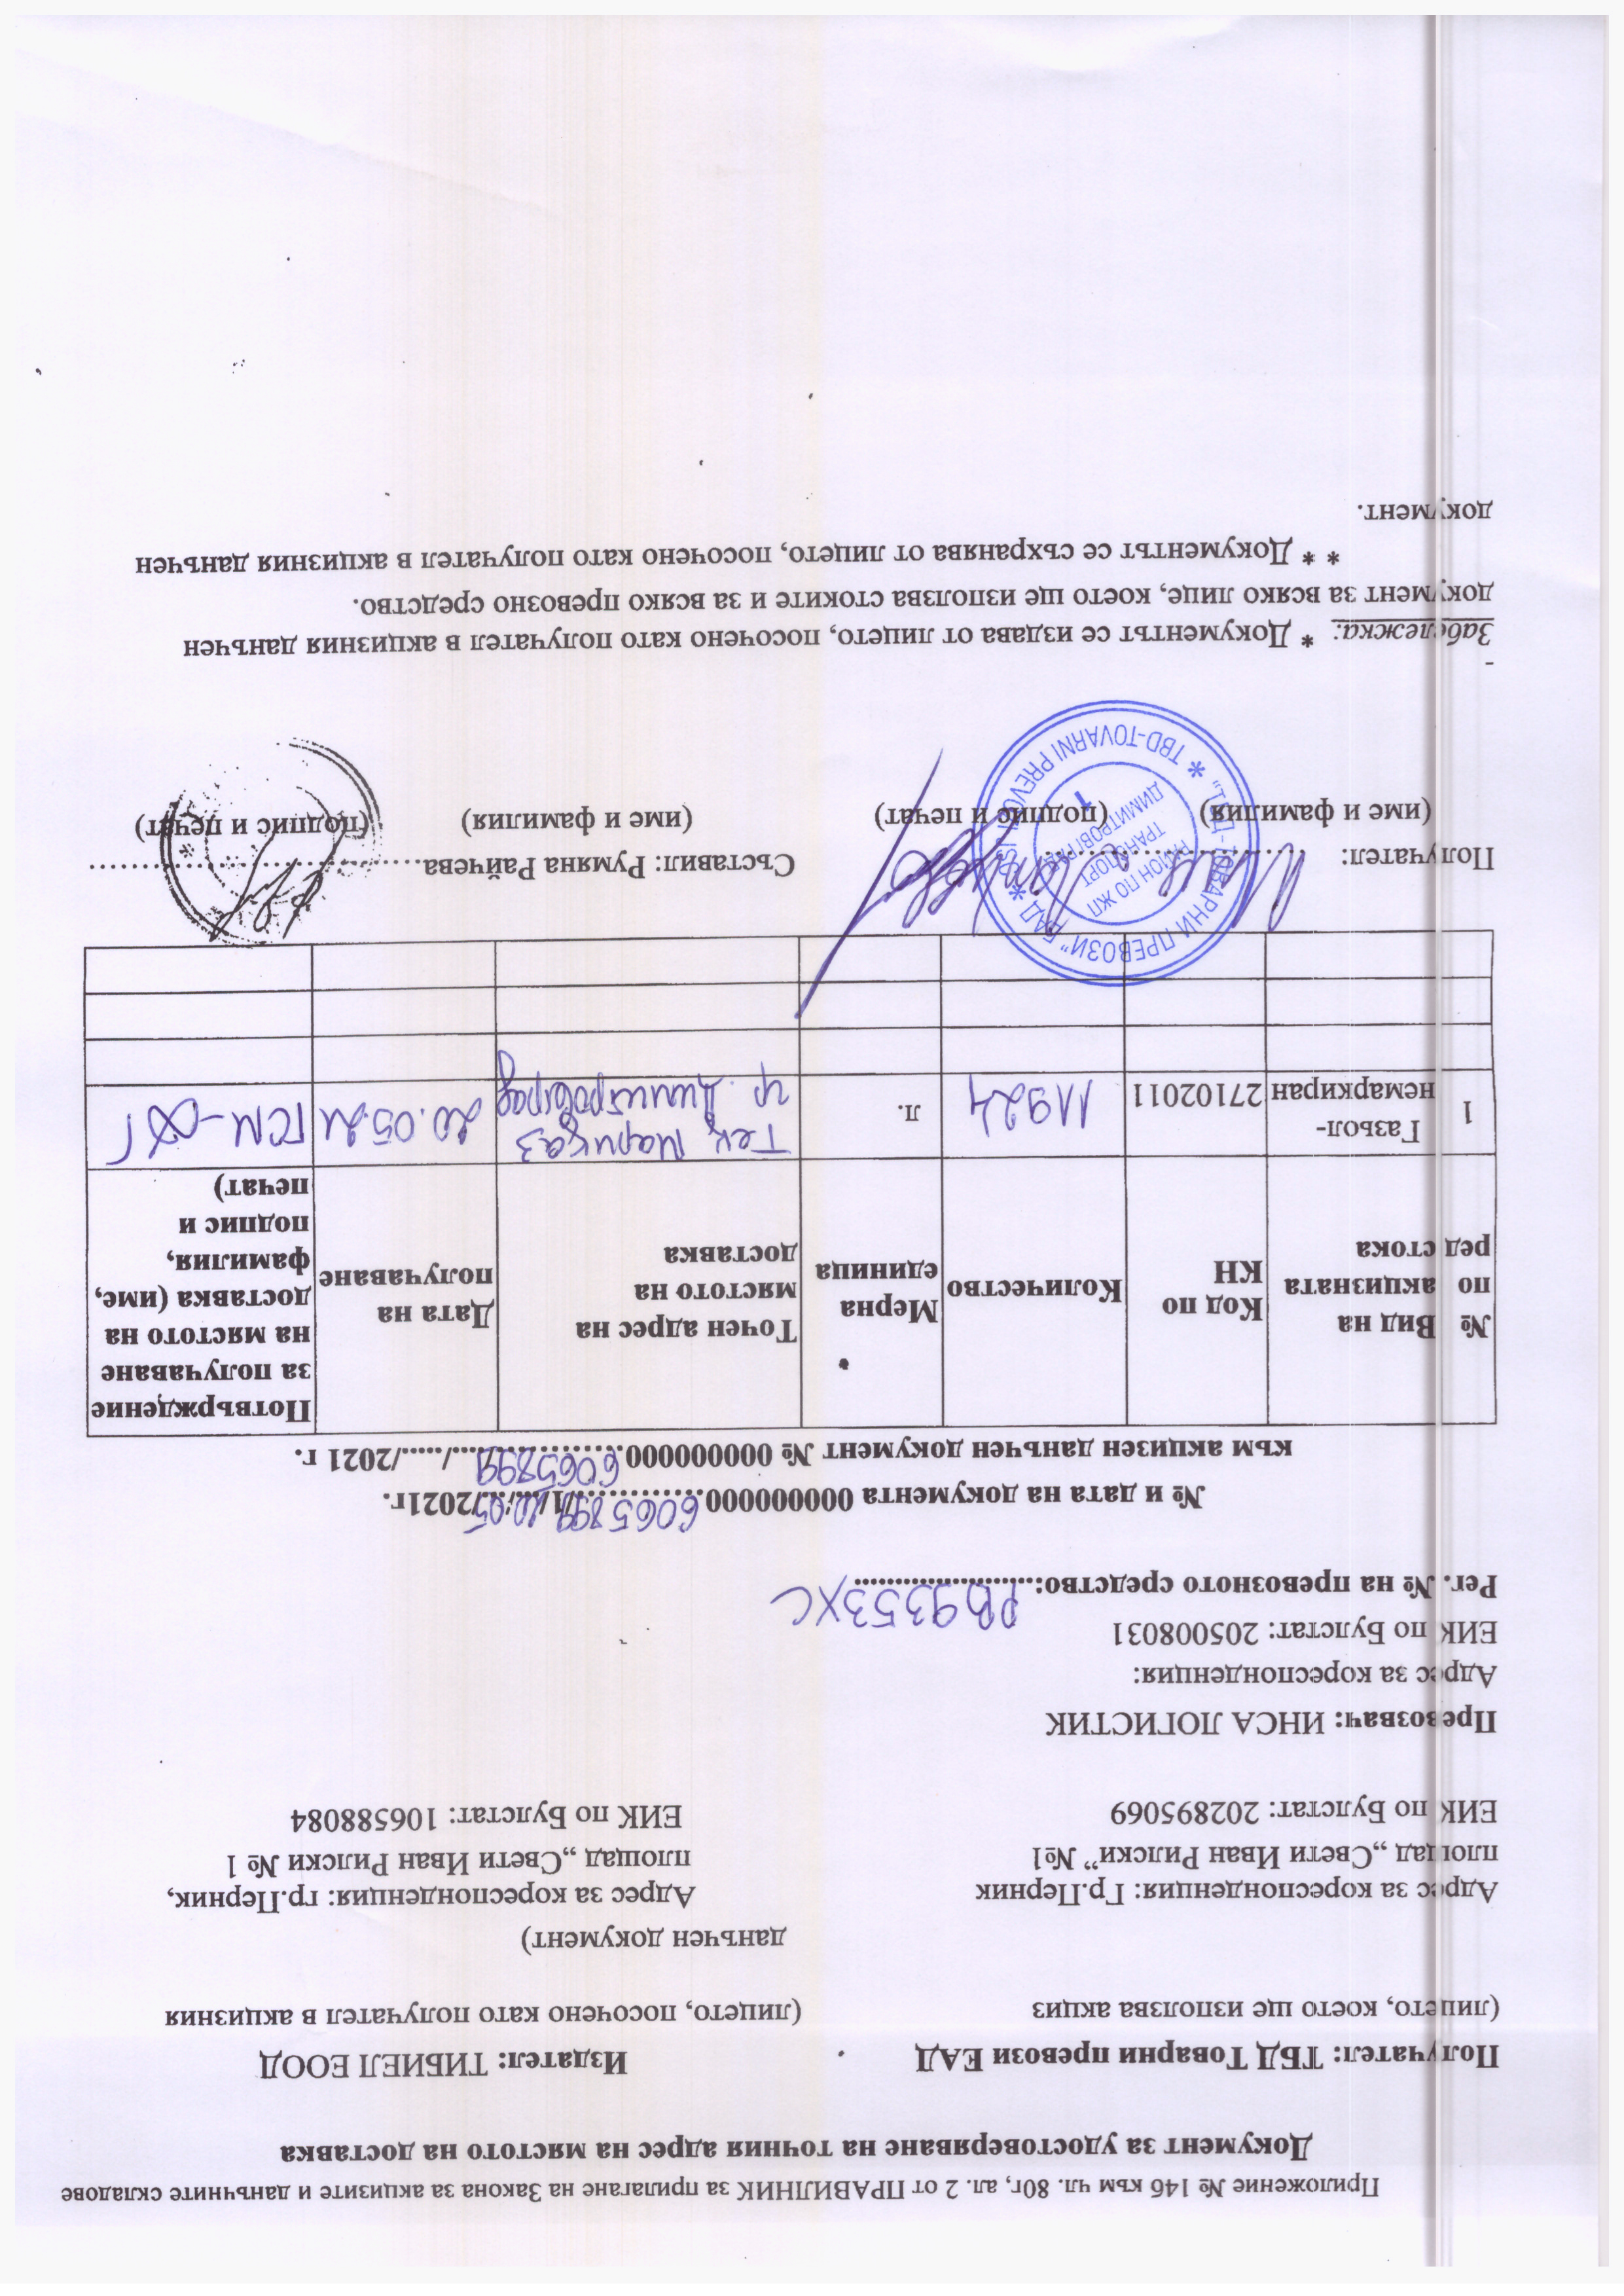 Приложение № 14б към чл. 80г, ал. 2 от ПРАВИЛНИК за прилагане на Закона за акцизите и данъчните складове
Документ за удостоверяване на точния адрес на мястото на доставка
Получател: ТБД Товарни превози ЕАД
(лицето, което ще използва акциз
Адрес за кореспонденция: Гр.Перник
площад „Свети Иван Рилски” №1
ЕИК по Булстат: 202895069
Издател: ТИБИЕЛ ЕООД
(лицето, посочено като получател в акцизния
данъчен документ)
Адрес за кореспонденция: гр.Перник,
площад „Свети Иван Рилски № 1
ЕИК по Булстат: 106588084
Превозвач: ИНСА ЛОГИСТИК
Адрес за кореспонденция:
ЕИК по Булстат: 205008031
Рег. № на превозното средство:........................ РВ9353ХС
№ и дата на документа 000000000 6065899 /1/ 20.05 /2021г.
към акцизен данъчен документ № 000000000 6065899 /....../2021 г.
№ по ред
Вид на акцизната стока
Код по КН
Количество
Мерна единица
Точен адрес на мястото на доставка
Дата на получаване
Потвърждение за получаване на мястото на доставка (име, фамилия, подпис и печат)
1
Газьол-
немаркиран
27102011
11924
л.
Тец Марица 3
гр. Димитровград
20.05.21
ГСМ-ДГ
Получател:
(име и фамилия) (подпис и печат)
Съставил: Румяна Райчева
(име и фамилия) (подпис и печат)
„ТБД-ТОВАРНИ ПРЕВОЗИ” ЕАД * TBD-TOVARNI PREVOZI JSC *
РАЙОН ПО ЖП
ТРАНСПОРТ
ДИМИТРОВГРАД
1
-
Забележка: * Документът се издава от лицето, посочено като получател в акцизния данъчен
документ за всяко лице, което ще използва стоките и за всяко превозно средство.
* * Документът се съхранява от лицето, посочено като получател в акцизния данъчен
документ.